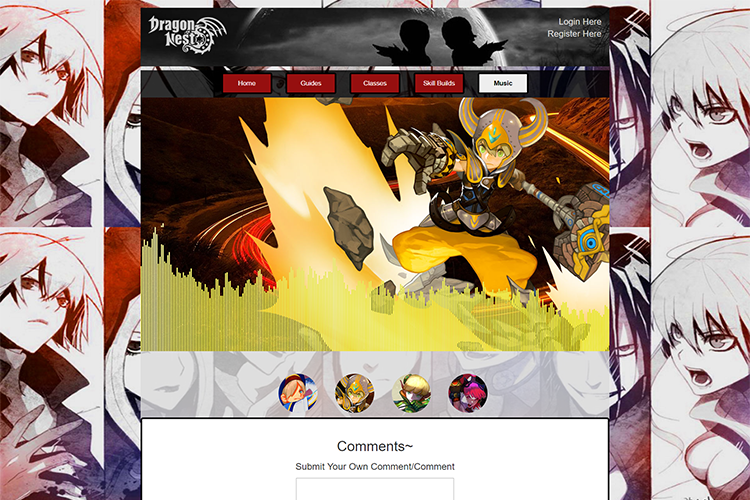 Dragon
Nest
Login Here
Register Here
Home
Guides
Classes
Skill Builds
Music
Comments~
Submit Your Own Comment/Comment